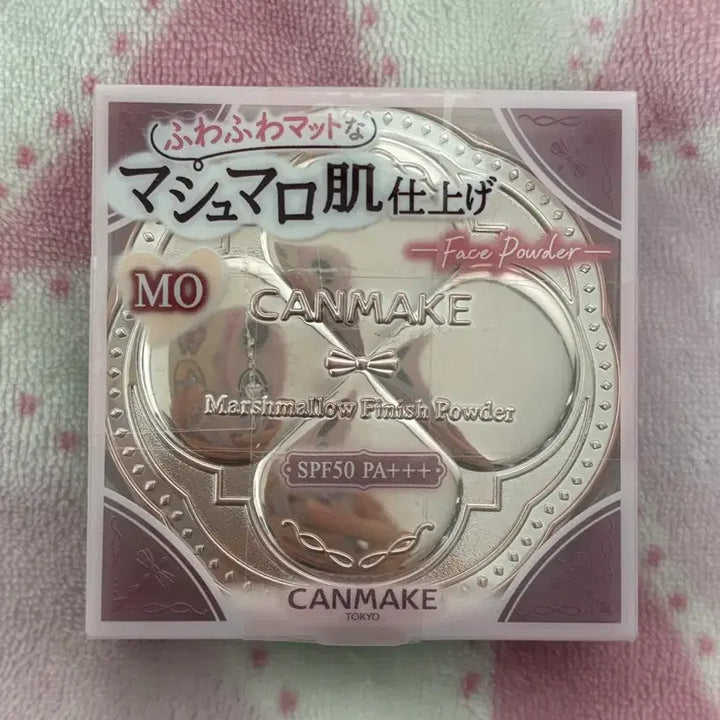 ふわふわマットな
マシュマロ肌仕上げ
Face Powder
MO
CANMAKE
Marshmallow Finish Powder
SPF50 PA+++
CANMAKE
TOKYO